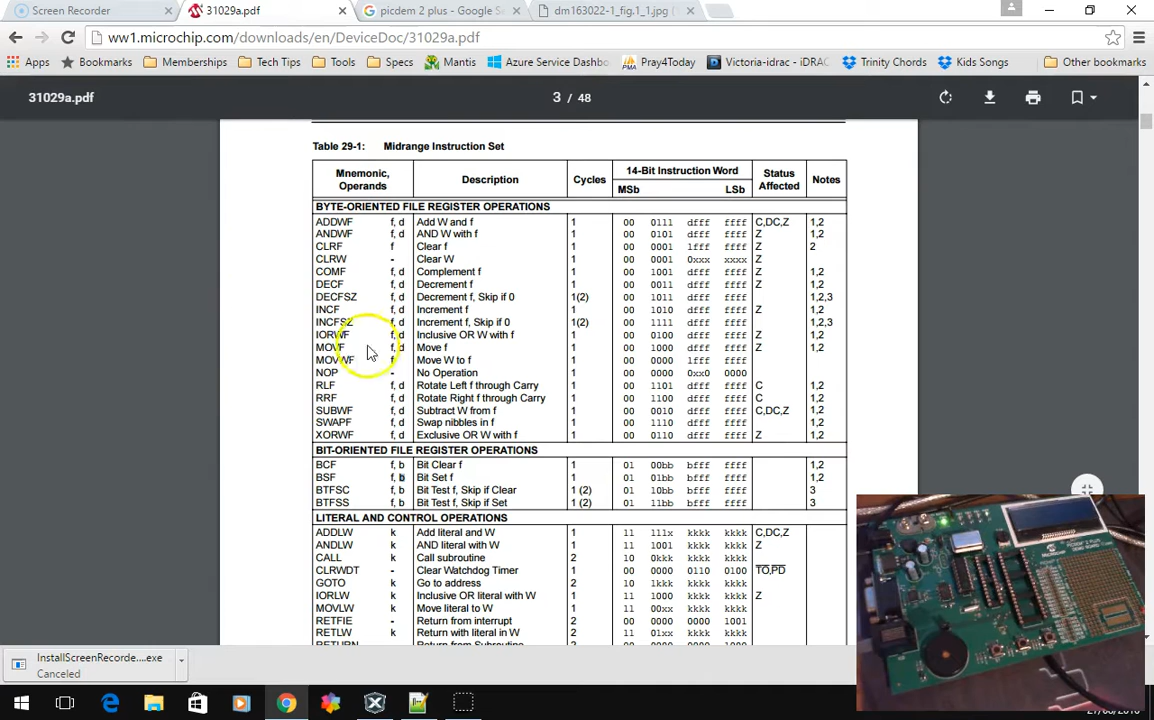 Screen Recorder
31029a.pdf
picdem 2 plus - Google Se
dm163022-1_fig.1_1.jpg (
ww1.microchip.com/downloads/en/DeviceDoc/31029a.pdf
Apps Bookmarks Memberships Tech Tips Tools Specs Mantis Azure Service Dashbo Pray4Today Victoria-idrac - iDRAC Trinity Chords Kids Songs Other bookmarks
31029a.pdf 3 / 48
Table 29-1: Midrange Instruction Set
Mnemonic, Operands Description Cycles 14-Bit Instruction Word MSb LSb Status Affected Notes
BYTE-ORIENTED FILE REGISTER OPERATIONS
ADDWF f, d Add W and f 1 00 0111 dfff ffff C,DC,Z 1,2
ANDWF f, d AND W with f 1 00 0101 dfff ffff Z 1,2
CLRF f Clear f 1 00 0001 1fff ffff Z 2
CLRW - Clear W 1 00 0001 0xxx xxxx Z
COMF f, d Complement f 1 00 1001 dfff ffff Z 1,2
DECF f, d Decrement f 1 00 0011 dfff ffff Z 1,2
DECFSZ f, d Decrement f, Skip if 0 1(2) 00 1011 dfff ffff 1,2,3
INCF f, d Increment f 1 00 1010 dfff ffff Z 1,2
INCFSZ f, d Increment f, Skip if 0 1(2) 00 1111 dfff ffff 1,2,3
IORWF f, d Inclusive OR W with f 1 00 0100 dfff ffff Z 1,2
MOVF f, d Move f 1 00 1000 dfff ffff Z 1,2
MOVWF f Move W to f 1 00 0000 1fff ffff
NOP - No Operation 1 00 0000 0xx0 0000
RLF f, d Rotate Left f through Carry 1 00 1101 dfff ffff C 1,2
RRF f, d Rotate Right f through Carry 1 00 1100 dfff ffff C 1,2
SUBWF f, d Subtract W from f 1 00 0010 dfff ffff C,DC,Z 1,2
SWAPF f, d Swap nibbles in f 1 00 1110 dfff ffff 1,2
XORWF f, d Exclusive OR W with f 1 00 0110 dfff ffff Z 1,2
BIT-ORIENTED FILE REGISTER OPERATIONS
BCF f, b Bit Clear f 1 01 00bb bfff ffff 1,2
BSF f, b Bit Set f 1 01 01bb bfff ffff 1,2
BTFSC f, b Bit Test f, Skip if Clear 1 (2) 01 10bb bfff ffff 3
BTFSS f, b Bit Test f, Skip if Set 1 (2) 01 11bb bfff ffff 3
LITERAL AND CONTROL OPERATIONS
ADDLW k Add literal and W 1 11 111x kkkk kkkk C,DC,Z
ANDLW k AND literal with W 1 11 1001 kkkk kkkk Z
CALL k Call subroutine 2 10 0kkk kkkk kkkk
CLRWDT - Clear Watchdog Timer 1 00 0000 0110 0100 TO,PD
GOTO k Go to address 2 10 1kkk kkkk kkkk
IORLW k Inclusive OR literal with W 1 11 1000 kkkk kkkk Z
MOVLW k Move literal to W 1 11 00xx kkkk kkkk
RETFIE - Return from interrupt 2 00 0000 0000 1001
RETLW k Return with literal in W 2 11 01xx kkkk kkkk
InstallScreenRecorde....exe
Canceled